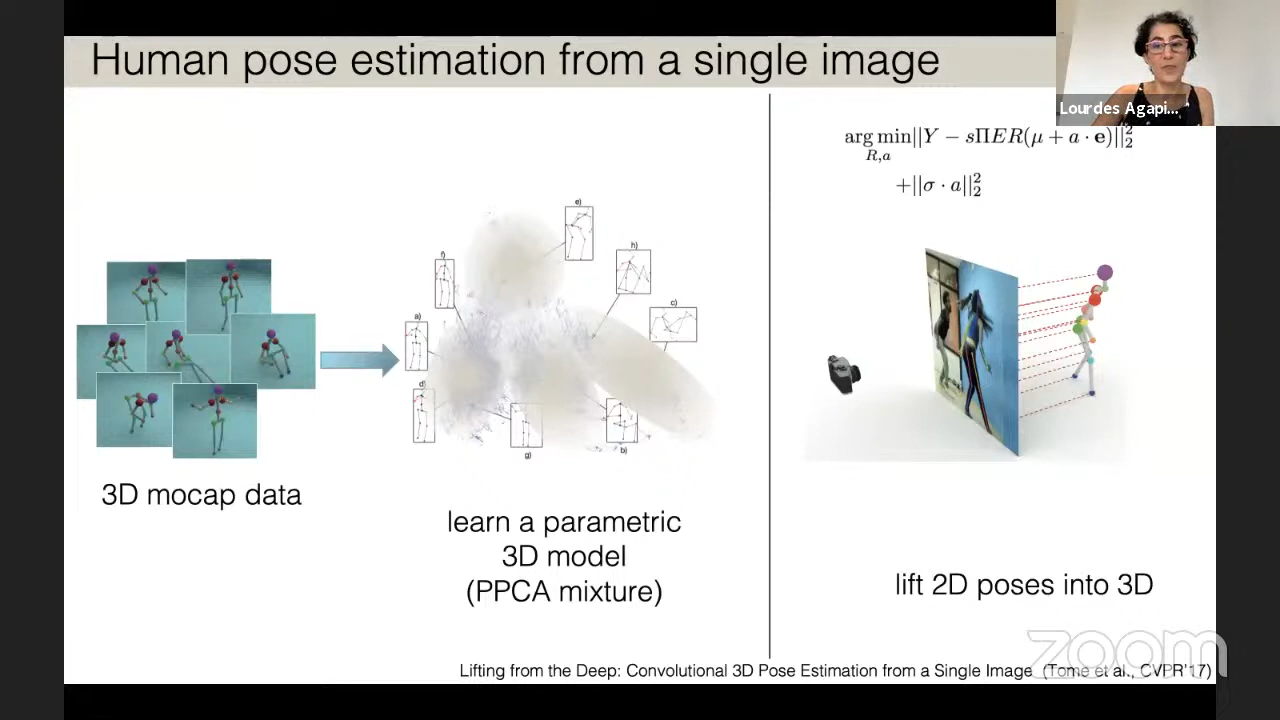 Human pose estimation from a single image
Lourdes Agapi...
arg min||Y − sΠER(μ + a · e)||₂²
R,a
+||σ · a||₂²
e)
f)
h)
a)
c)
d)
g)
b)
3D mocap data
learn a parametric
3D model
(PPCA mixture)
lift 2D poses into 3D
zoom
Lifting from the Deep: Convolutional 3D Pose Estimation from a Single Image (Tome et al., CVPR'17)